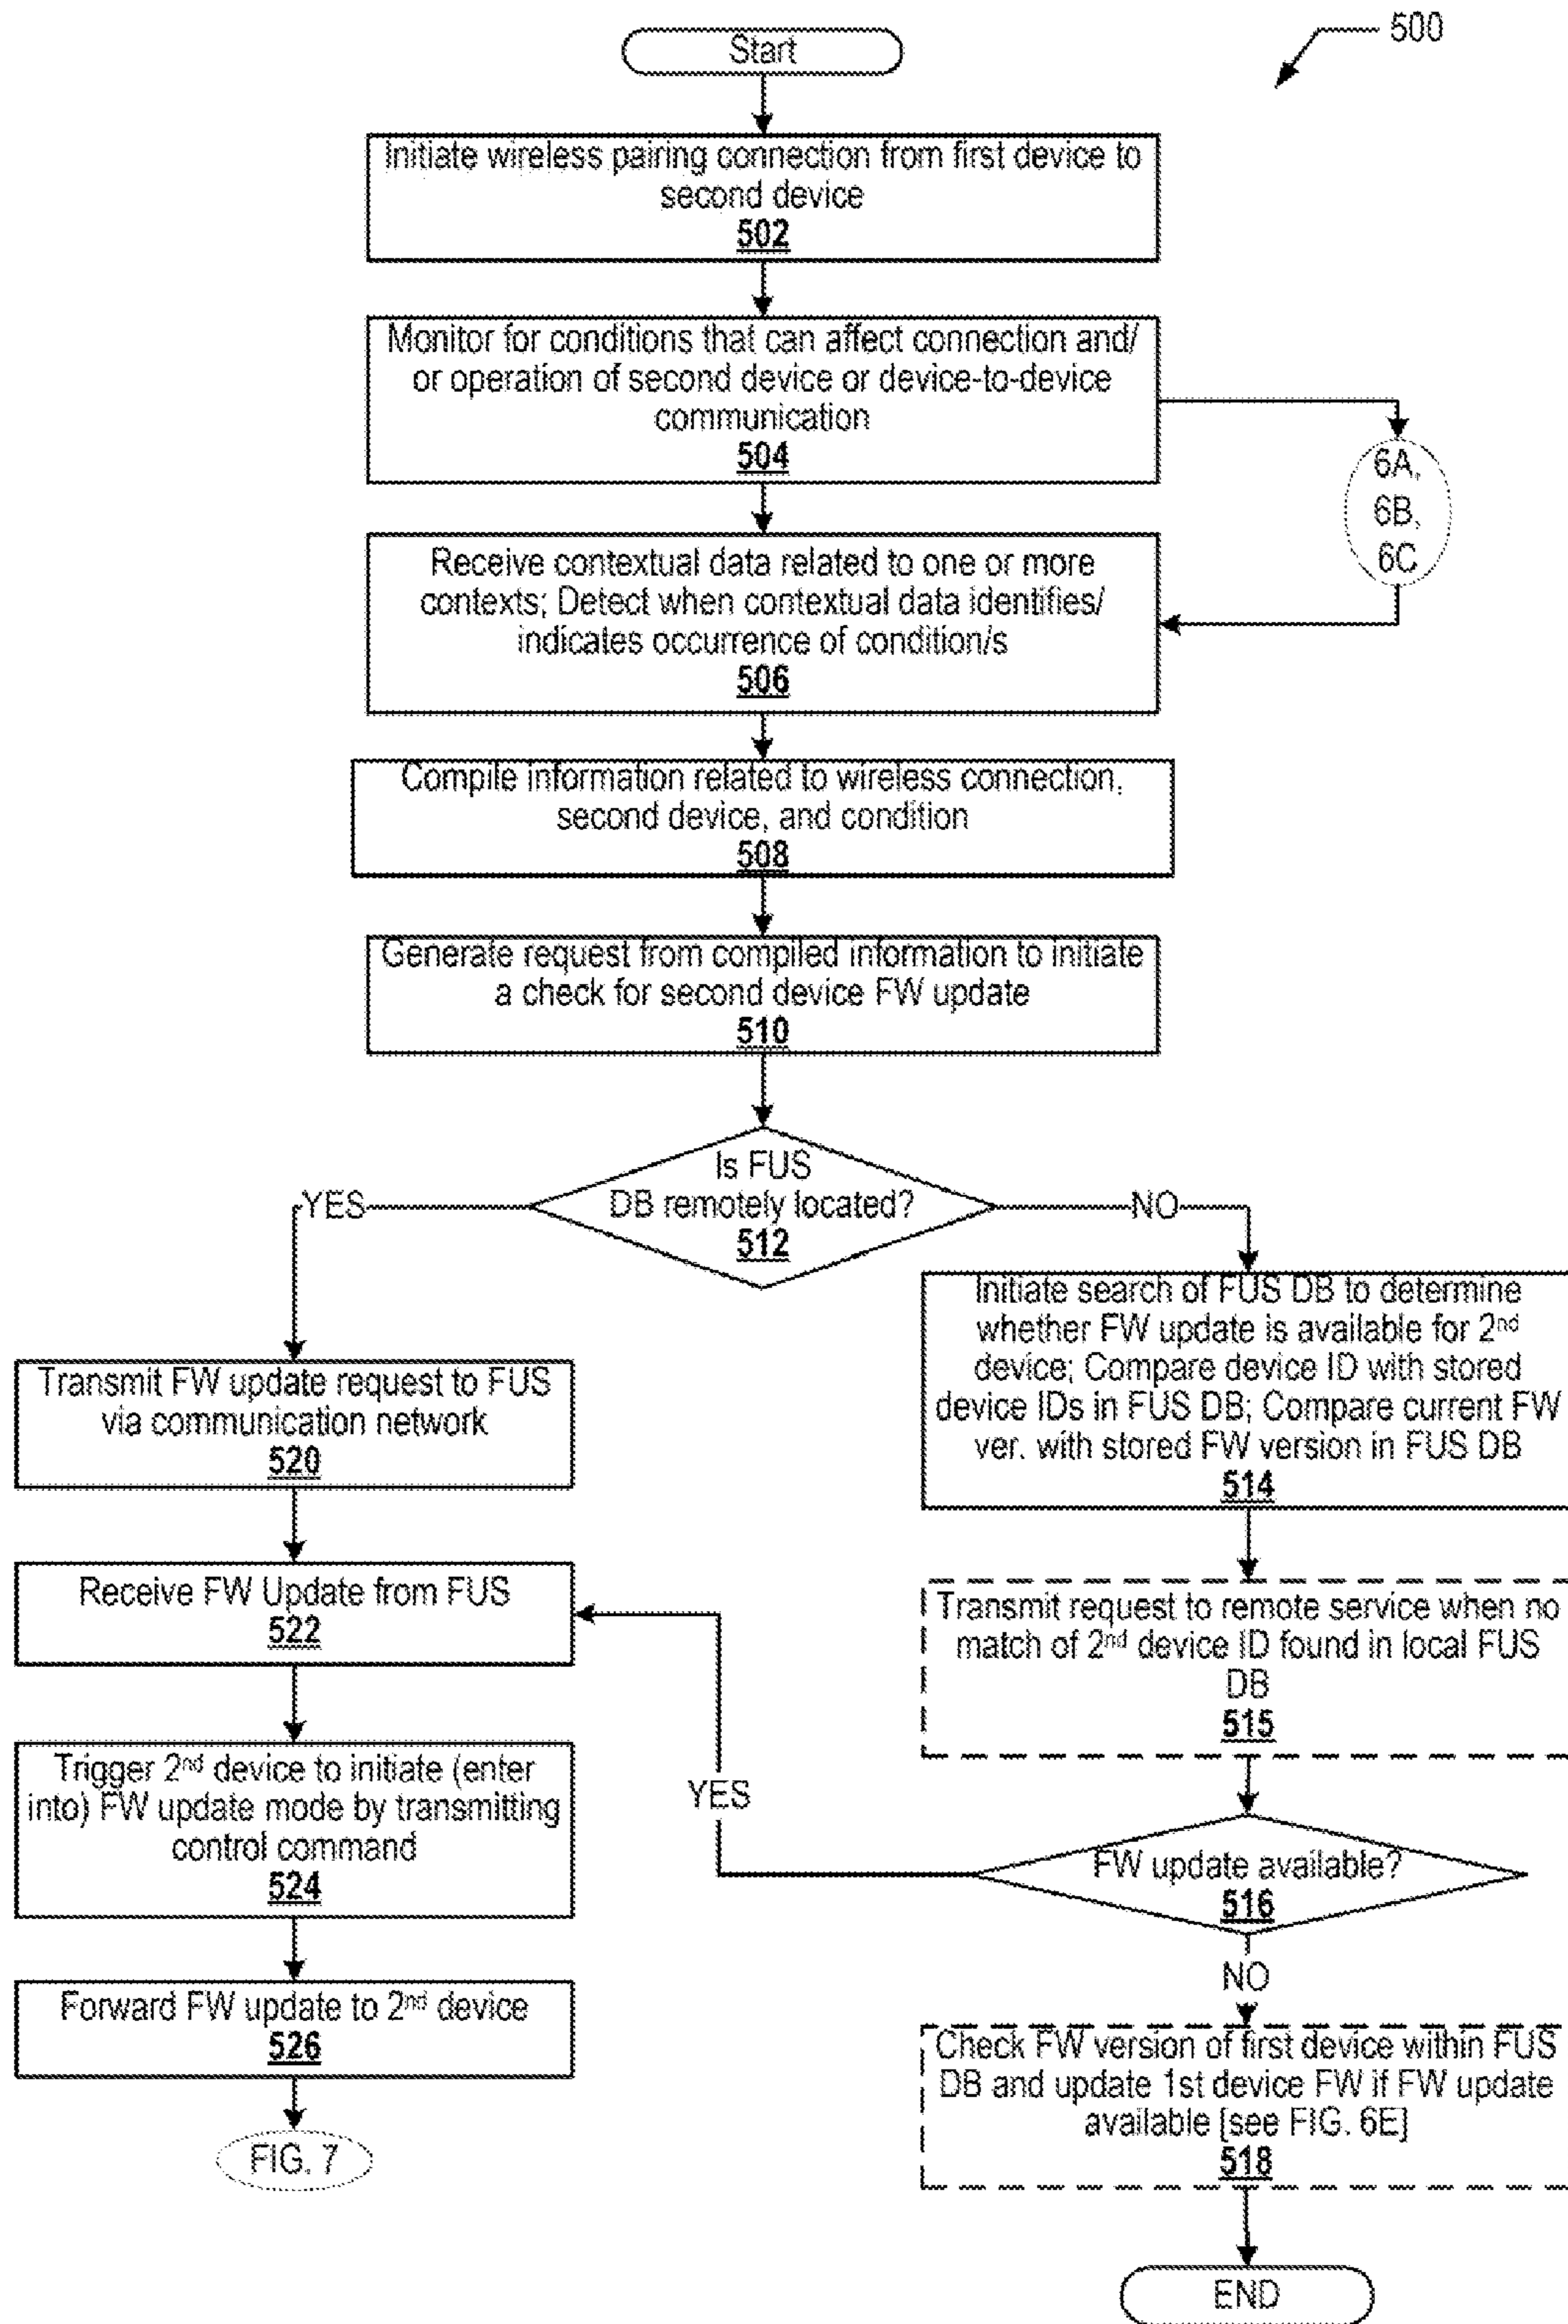 500
Start
Initiate wireless pairing connection from first device to
second device
502
Monitor for conditions that can affect connection and/
or operation of second device or device-to-device
communication
504
6A,
6B,
6C
Receive contextual data related to one or more
contexts; Detect when contextual data identifies/
indicates occurrence of condition/s
506
Compile information related to wireless connection,
second device, and condition
508
Generate request from compiled information to initiate
a check for second device FW update
510
Is FUS
DB remotely located?
512
YES
NO
Initiate search of FUS DB to determine
whether FW update is available for 2nd
device; Compare device ID with stored
device IDs in FUS DB; Compare current FW
ver. with stored FW version in FUS DB
514
Transmit FW update request to FUS
via communication network
520
Receive FW Update from FUS
522
Transmit request to remote service when no
match of 2nd device ID found in local FUS
DB
515
Trigger 2nd device to initiate (enter
into) FW update mode by transmitting
control command
524
YES
FW update available?
516
NO
Forward FW update to 2nd device
526
Check FW version of first device within FUS
DB and update 1st device FW if FW update
available [see FIG. 6E]
518
FIG. 7
END